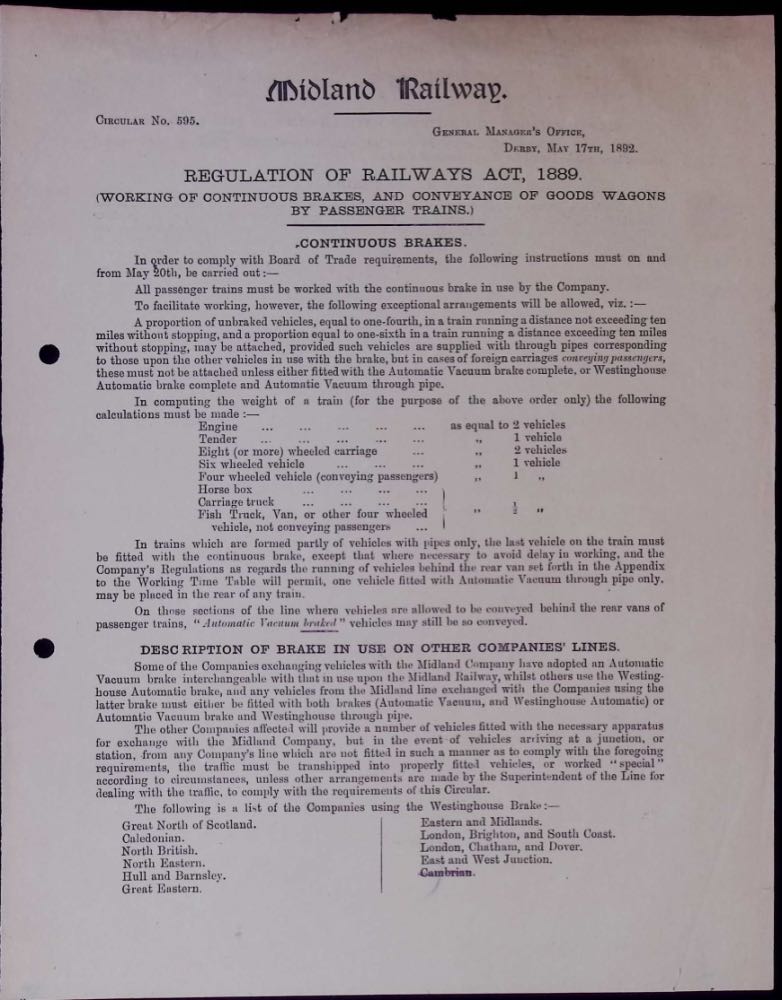 Midland Railway.
CIRCULAR No. 595.
GENERAL MANAGER'S OFFICE,
DERBY, MAY 17TH, 1892.
REGULATION OF RAILWAYS ACT, 1889.
(WORKING OF CONTINUOUS BRAKES, AND CONVEYANCE OF GOODS WAGONS
BY PASSENGER TRAINS.)
CONTINUOUS BRAKES.
In order to comply with Board of Trade requirements, the following instructions must on and
from May 20th, be carried out:—
All passenger trains must be worked with the continuous brake in use by the Company.
To facilitate working, however, the following exceptional arrangements will be allowed, viz.:—
A proportion of unbraked vehicles, equal to one-fourth, in a train running a distance not exceeding ten
miles without stopping, and a proportion equal to one-sixth in a train running a distance exceeding ten miles
without stopping, may be attached, provided such vehicles are supplied with through pipes corresponding
to those upon the other vehicles in use with the brake, but in cases of foreign carriages conveying passengers,
these must not be attached unless either fitted with the Automatic Vacuum brake complete, or Westinghouse
Automatic brake complete and Automatic Vacuum through pipe.
In computing the weight of a train (for the purpose of the above order only) the following
calculations must be made:—
Engine ... ... ... ... ... as equal to 2 vehicles
Tender ... ... ... ... ... ,, 1 vehicle
Eight (or more) wheeled carriage ... ,, 2 vehicles
Six wheeled vehicle ... ... ... ,, 1 vehicle
Four wheeled vehicle (conveying passengers) ,, 1 ,,
Horse box ... ... ... ...
Carriage truck ... ... ... ...
Fish Truck, Van, or other four wheeled ,, ½ ,,
vehicle, not conveying passengers ...
In trains which are formed partly of vehicles with pipes only, the last vehicle on the train must
be fitted with the continuous brake, except that where necessary to avoid delay in working, and the
Company's Regulations as regards the running of vehicles behind the rear van set forth in the Appendix
to the Working Time Table will permit, one vehicle fitted with Automatic Vacuum through pipe only,
may be placed in the rear of any train.
On those sections of the line where vehicles are allowed to be conveyed behind the rear vans of
passenger trains, "Automatic Vacuum braked" vehicles may still be so conveyed.
DESCRIPTION OF BRAKE IN USE ON OTHER COMPANIES' LINES.
Some of the Companies exchanging vehicles with the Midland Company have adopted an Automatic
Vacuum brake interchangeable with that in use upon the Midland Railway, whilst others use the Westing-
house Automatic brake, and any vehicles from the Midland line exchanged with the Companies using the
latter brake must either be fitted with both brakes (Automatic Vacuum, and Westinghouse Automatic) or
Automatic Vacuum brake and Westinghouse through pipe.
The other Companies affected will provide a number of vehicles fitted with the necessary apparatus
for exchange with the Midland Company, but in the event of vehicles arriving at a junction, or
station, from any Company's line which are not fitted in such a manner as to comply with the foregoing
requirements, the traffic must be transhipped into properly fitted vehicles, or worked "special"
according to circumstances, unless other arrangements are made by the Superintendent of the Line for
dealing with the traffic, to comply with the requirements of this Circular.
The following is a list of the Companies using the Westinghouse Brake:—
Great North of Scotland.
Caledonian.
North British.
North Eastern.
Hull and Barnsley.
Great Eastern.
Eastern and Midlands.
London, Brighton, and South Coast.
London, Chatham, and Dover.
East and West Junction.
Cambrian.